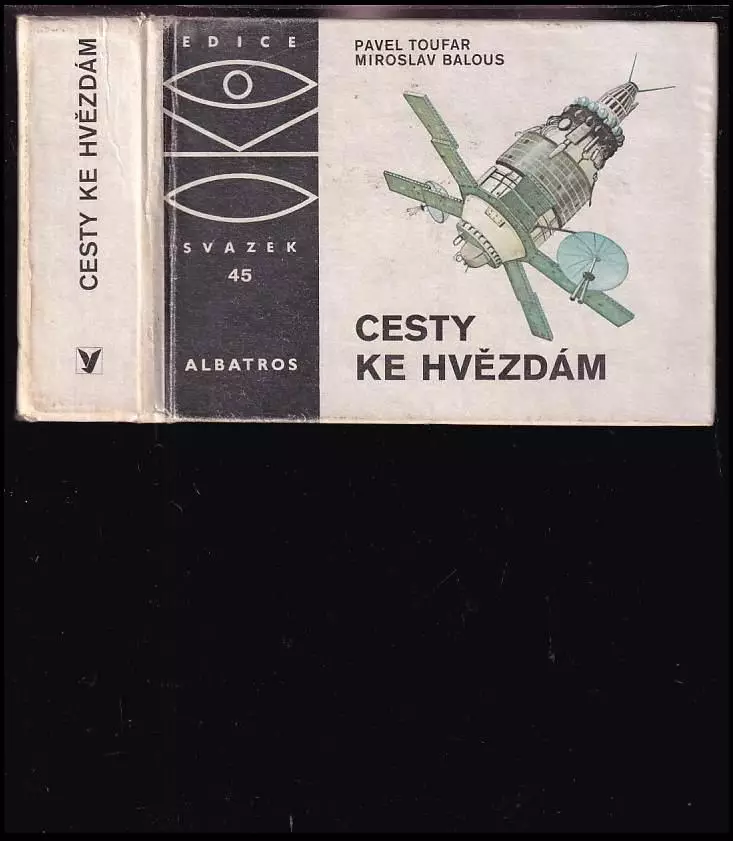 CESTY KE HVĚZDÁM
EDICE
SVAZEK
45
ALBATROS
PAVEL TOUFAR
MIROSLAV BALOUS
CESTY
KE HVĚZDÁM